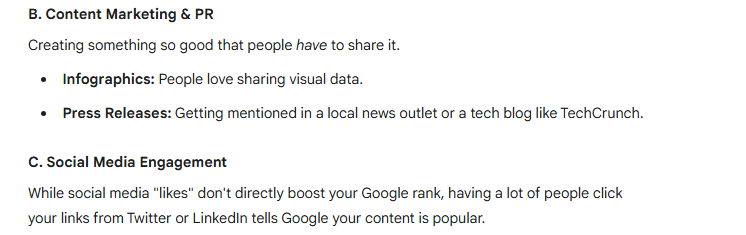 B. Content Marketing & PR
Creating something so good that people have to share it.
• Infographics: People love sharing visual data.
• Press Releases: Getting mentioned in a local news outlet or a tech blog like TechCrunch.
C. Social Media Engagement
While social media "likes" don't directly boost your Google rank, having a lot of people click
your links from Twitter or LinkedIn tells Google your content is popular.